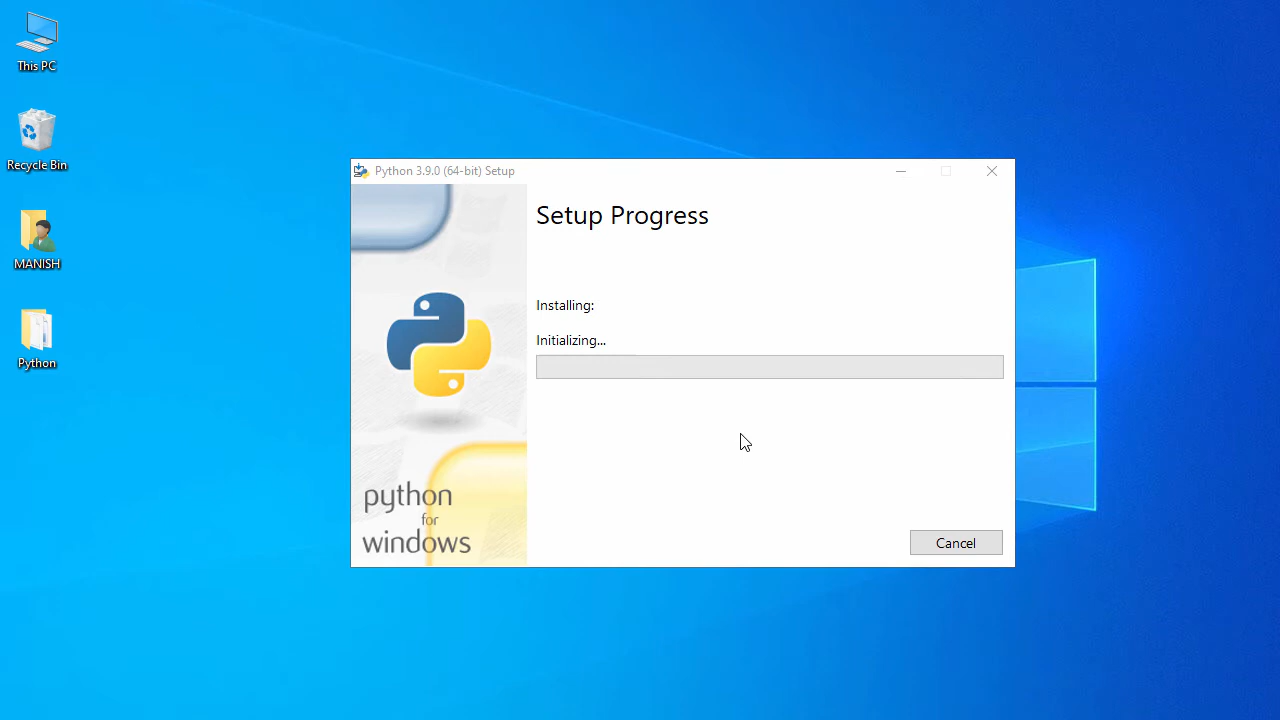 This PC
Recycle Bin
MANISH
Python
Python 3.9.0 (64-bit) Setup
Setup Progress
Installing:
Initializing...
python
for
windows
Cancel